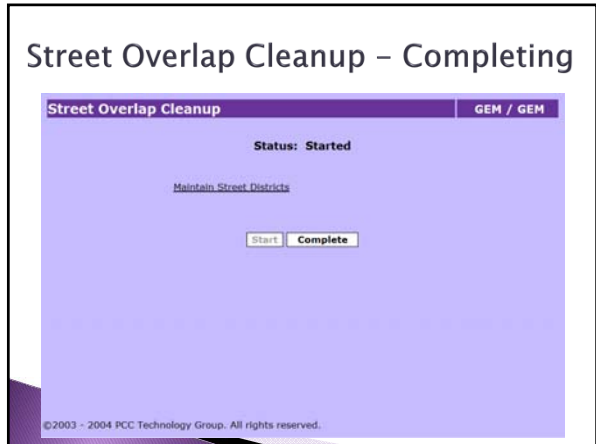 Street Overlap Cleanup – Completing
Street Overlap Cleanup GEM / GEM
Status: Started
Maintain Street Districts
Start Complete
©2003 - 2004 PCC Technology Group. All rights reserved.